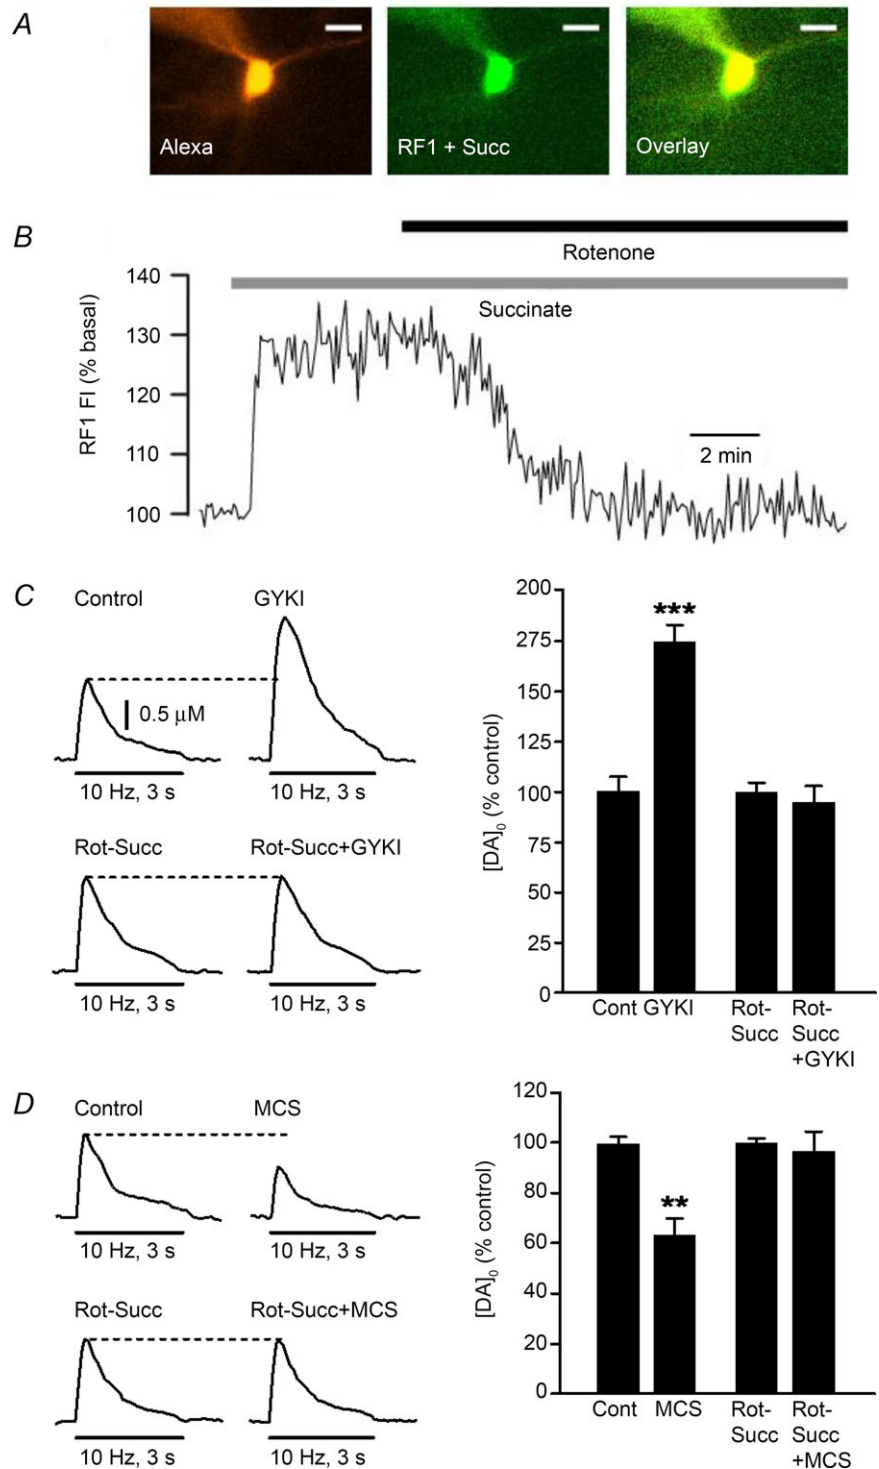 A
Alexa
RF1 + Succ
Overlay
B
Rotenone
Succinate
RF1 FI (% basal)
140
130
120
110
100
2 min
C
Control
GYKI
0.5 μM
10 Hz, 3 s
10 Hz, 3 s
Rot-Succ
Rot-Succ+GYKI
10 Hz, 3 s
10 Hz, 3 s
[DA]₀ (% control)
200
275
150
125
100
75
50
25
0
***
Cont
GYKI
Rot-
Succ
Rot-
Succ
+GYKI
D
Control
MCS
10 Hz, 3 s
10 Hz, 3 s
Rot-Succ
Rot-Succ+MCS
10 Hz, 3 s
10 Hz, 3 s
[DA]₀ (% control)
120
100
80
60
40
20
0
**
Cont
MCS
Rot-
Succ
Rot-
Succ
+MCS